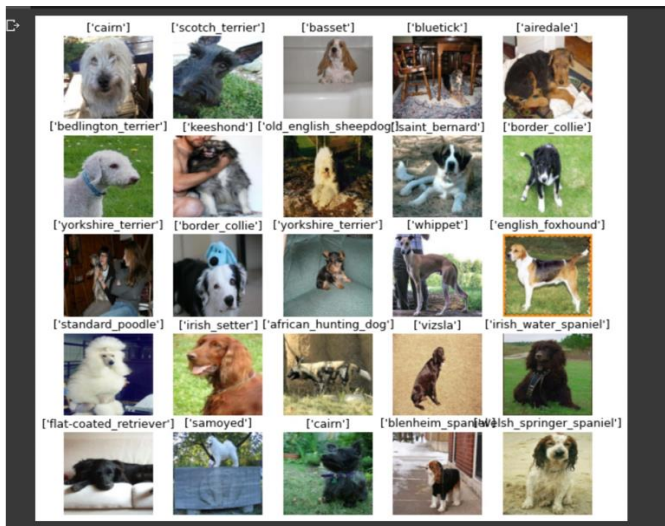 ['cairn'] ['scotch_terrier'] ['basset'] ['bluetick'] ['airedale']
['bedlington_terrier'] ['keeshond'] ['old_english_sheepdog'] ['saint_bernard'] ['border_collie']
['yorkshire_terrier'] ['border_collie'] ['yorkshire_terrier'] ['whippet'] ['english_foxhound']
['standard_poodle'] ['irish_setter'] ['african_hunting_dog'] ['vizsla'] ['irish_water_spaniel']
['flat-coated_retriever'] ['samoyed'] ['cairn'] ['blenheim_spaniel'] ['welsh_springer_spaniel']